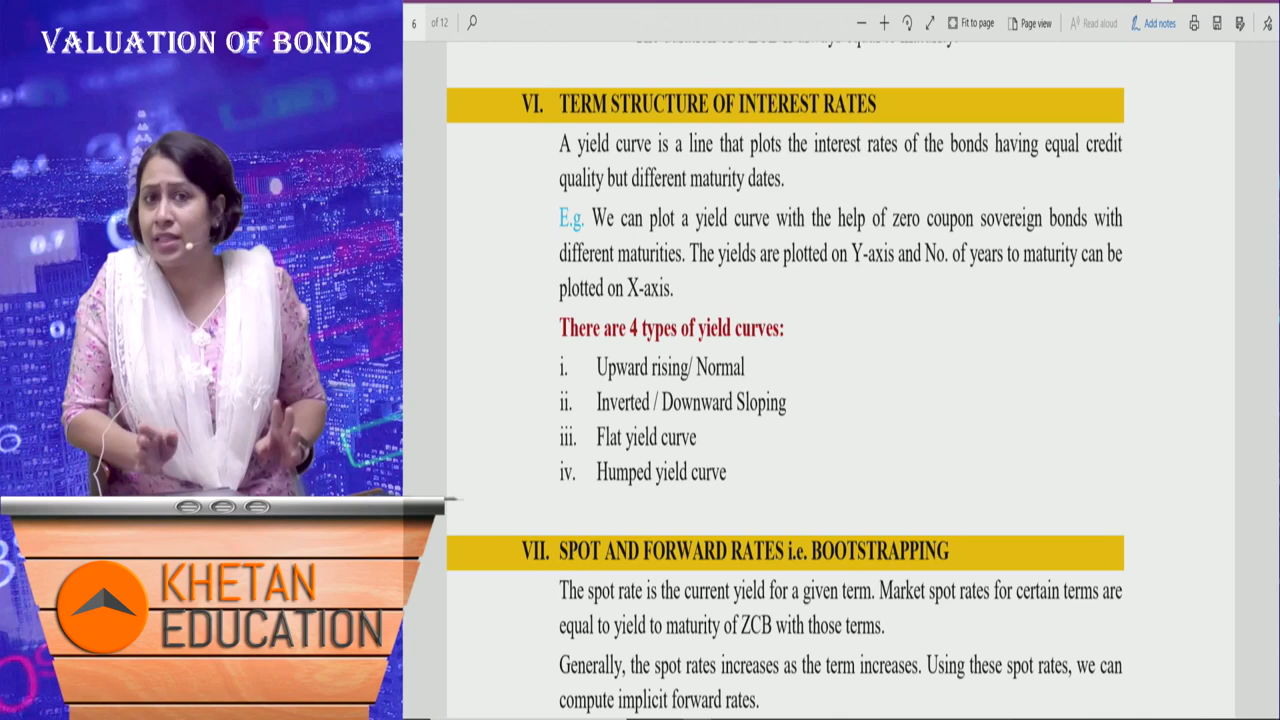 VALUATION OF BONDS
6 of 12
Fit to page
Page view
Read aloud
Add notes
VI. TERM STRUCTURE OF INTEREST RATES
A yield curve is a line that plots the interest rates of the bonds having equal credit
quality but different maturity dates.
E.g. We can plot a yield curve with the help of zero coupon sovereign bonds with
different maturities. The yields are plotted on Y-axis and No. of years to maturity can be
plotted on X-axis.
There are 4 types of yield curves:
i. Upward rising/ Normal
ii. Inverted / Downward Sloping
iii. Flat yield curve
iv. Humped yield curve
VII. SPOT AND FORWARD RATES i.e. BOOTSTRAPPING
The spot rate is the current yield for a given term. Market spot rates for certain terms are
equal to yield to maturity of ZCB with those terms.
Generally, the spot rates increases as the term increases. Using these spot rates, we can
compute implicit forward rates.
KHETAN
EDUCATION